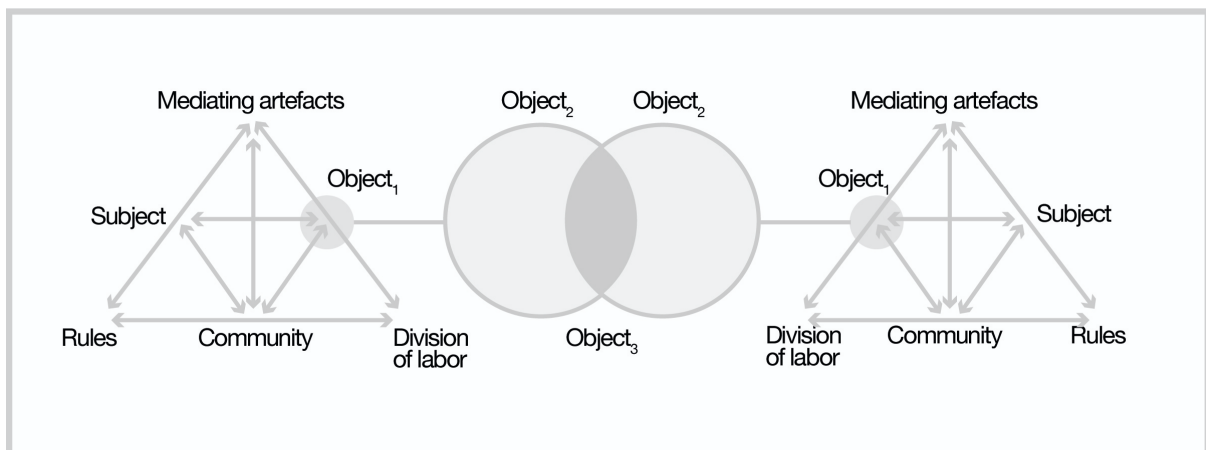 Mediating artefacts
Object₂
Object₂
Mediating artefacts
Object₁
Object₁
Subject
Subject
Rules
Community
Division
of labor
Object₃
Division
of labor
Community
Rules